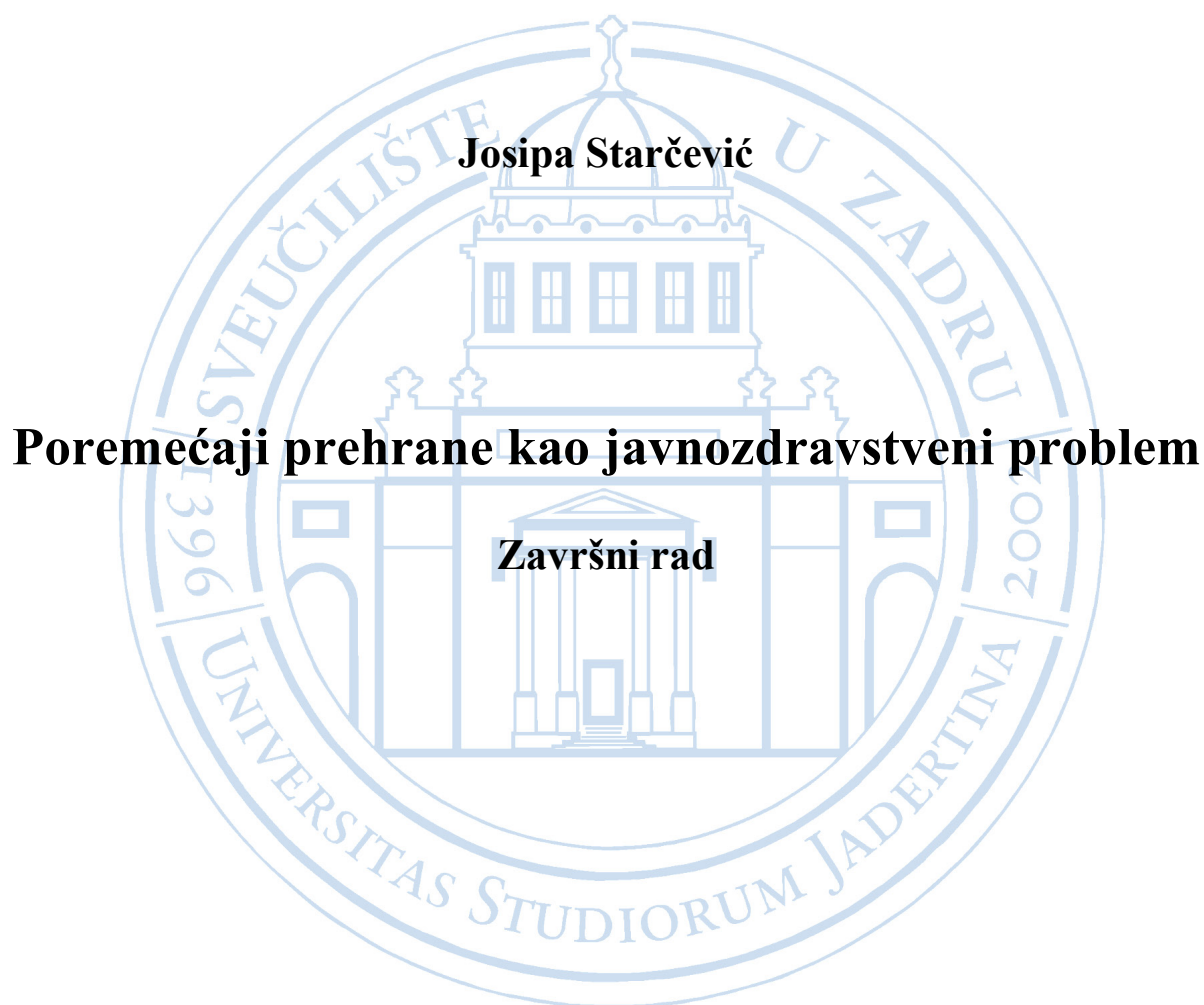 Josipa Starčević
Poremećaji prehrane kao javnozdravstveni problem
Završni rad
SVEUČILIŠTE U ZADRU
1396
2002
UNIVERSITAS STUDIORUM JADERTINA